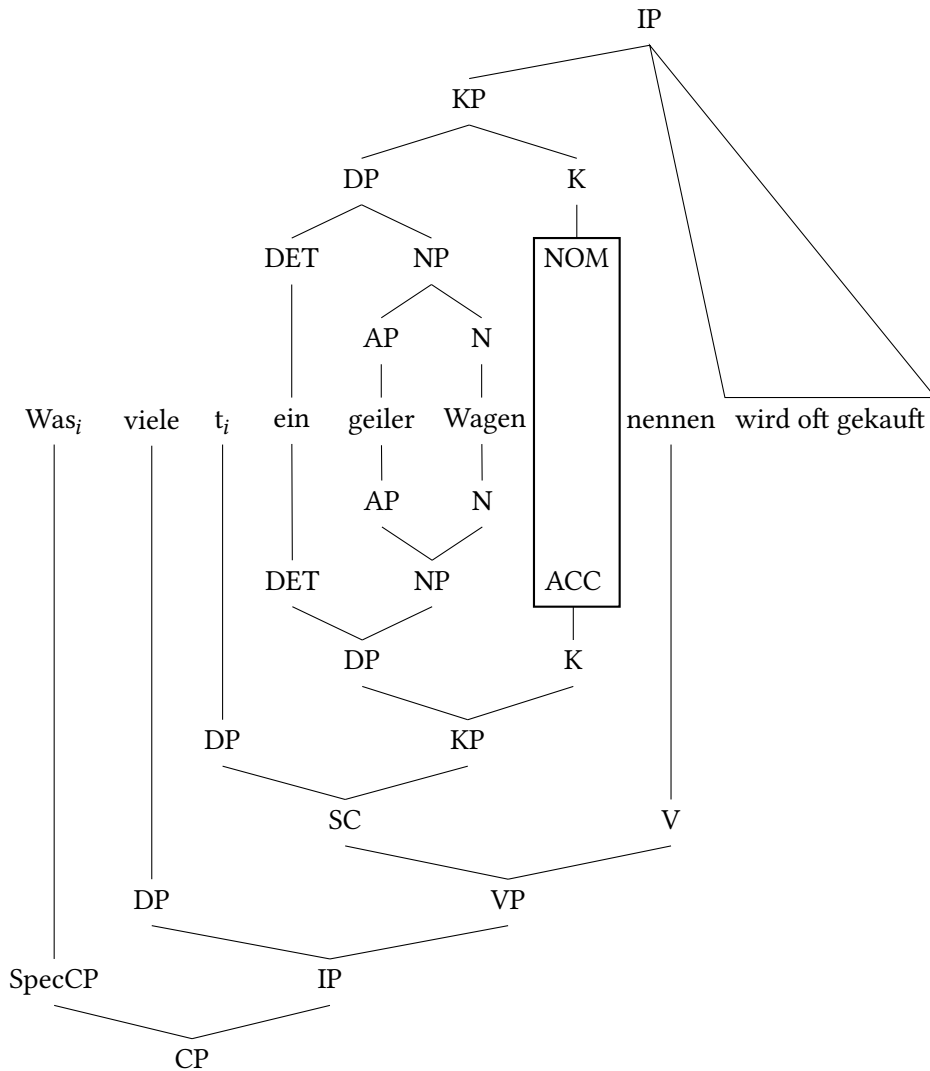 IP
KP
DP K
DET NP NOM
AP N
Wasᵢ viele tᵢ ein geiler Wagen nennen wird oft gekauft
AP N
DET NP ACC
DP K
DP KP
SC V
DP VP
SpecCP IP
CP